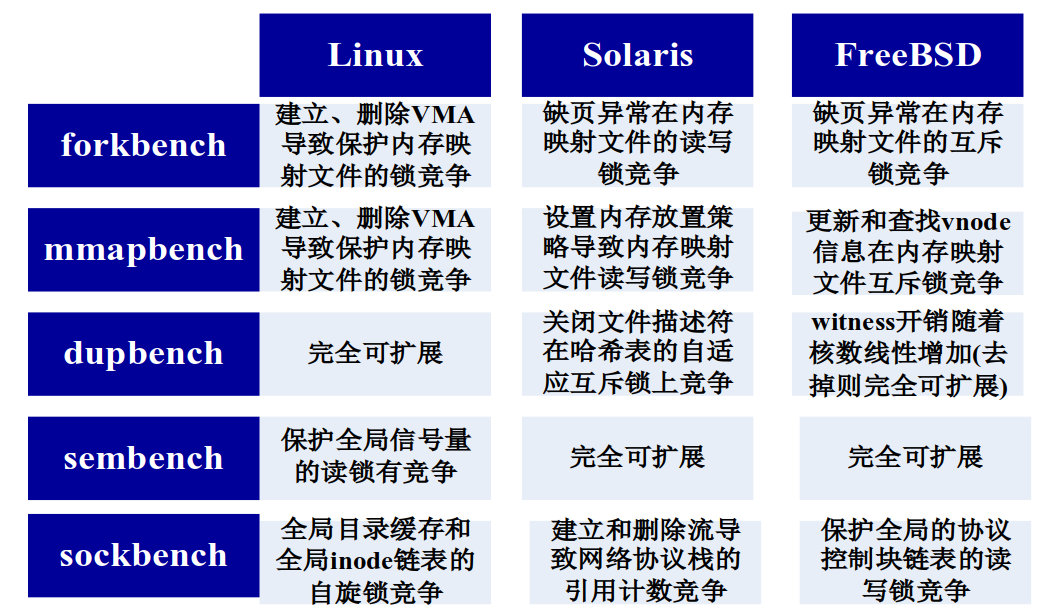 Linux
Solaris
FreeBSD
forkbench
建立、删除VMA
导致保护内存映
射文件的锁竞争
缺页异常在内存
映射文件的读写
锁竞争
缺页异常在内存
映射文件的互斥
锁竞争
mmapbench
建立、删除VMA
导致保护内存映
射文件的锁竞争
设置内存放置策
略导致内存映射
文件读写锁竞争
更新和查找vnode
信息在内存映射
文件互斥锁竞争
dupbench
完全可扩展
关闭文件描述符
在哈希表的自适
应互斥锁上竞争
witness开销随着
核数线性增加(去
掉则完全可扩展)
sembench
保护全局信号量
的读锁有竞争
完全可扩展
完全可扩展
sockbench
全局目录缓存和
全局inode链表的
自旋锁竞争
建立和删除流导
致网络协议栈的
引用计数竞争
保护全局的协议
控制块链表的读
写锁竞争